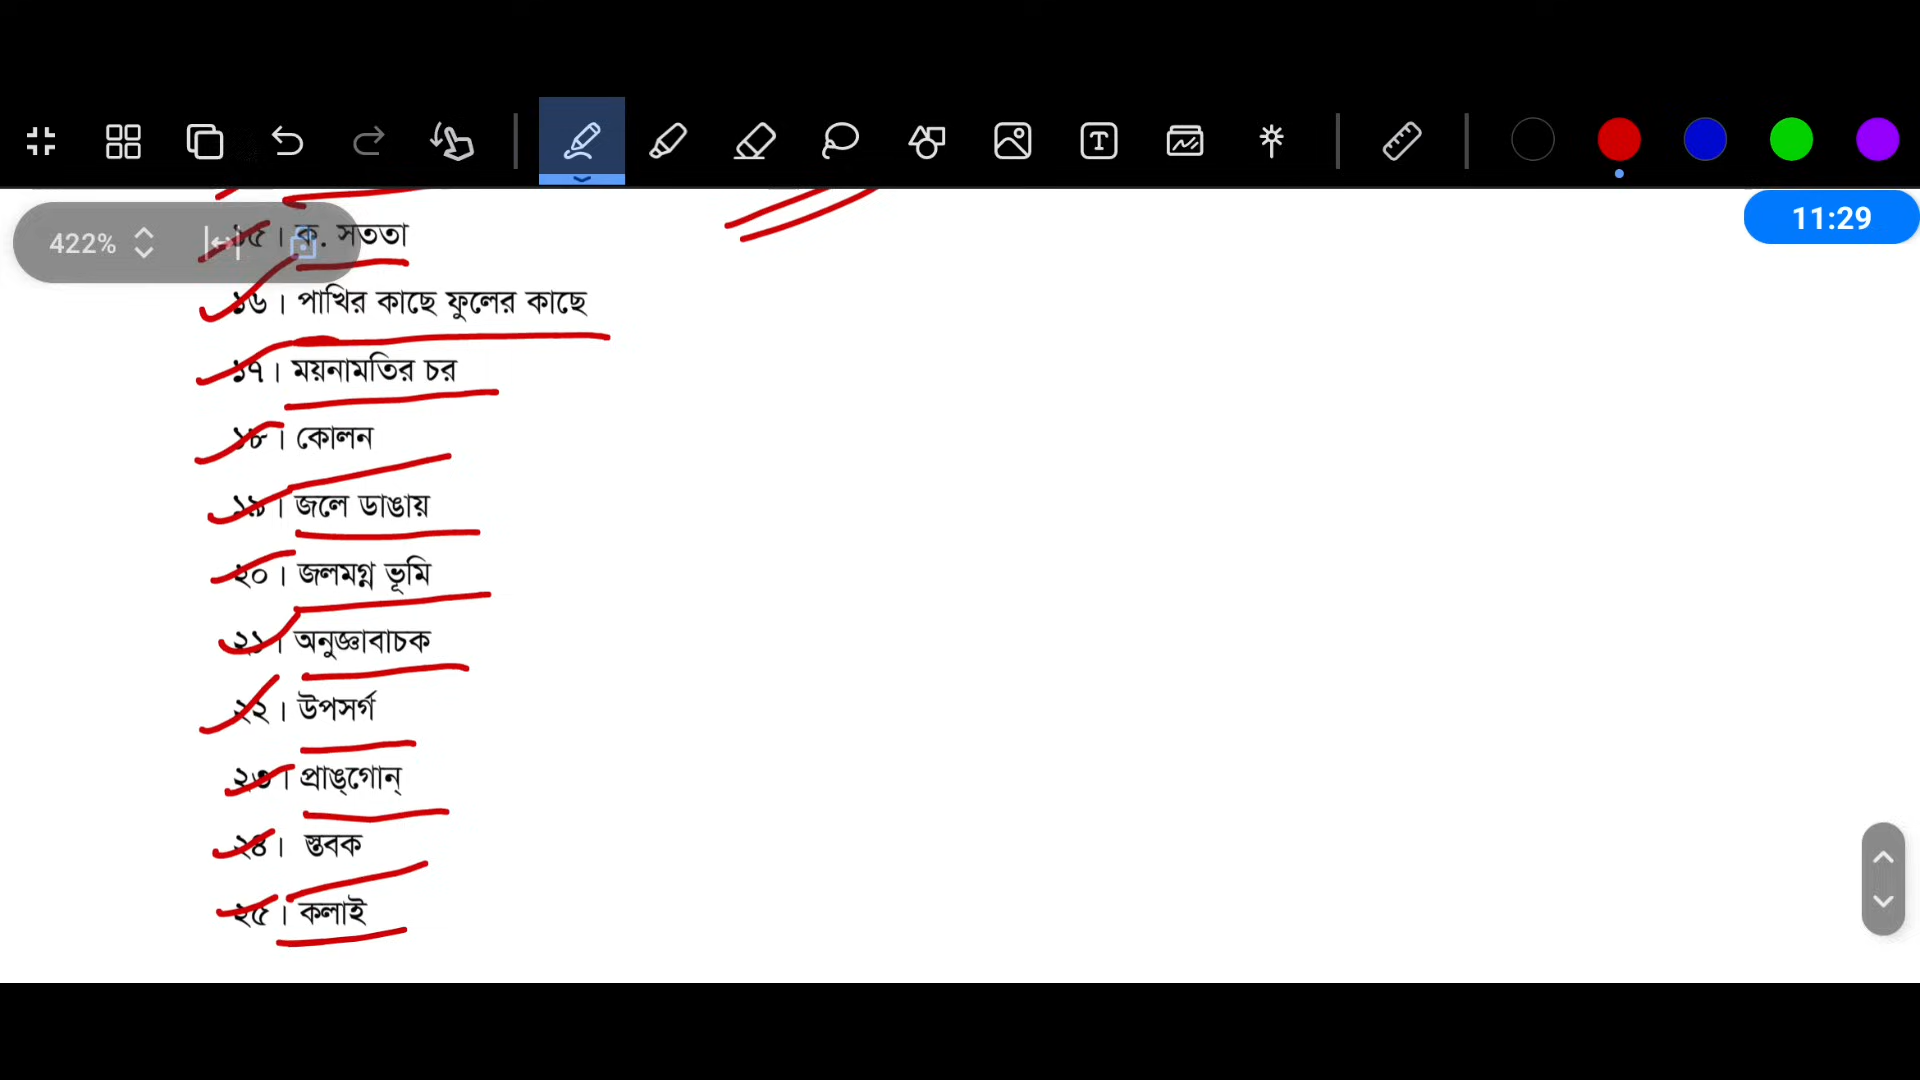 11:29
422%
১৫। ক. সততা
১৬। পাখির কাছে ফুলের কাছে
১৭। ময়নামতির চর
১৮। কোলন
১৯। জলে ডাঙায়
২০। জলমগ্ন ভূমি
২১। অনুজ্ঞাবাচক
২২। উপসর্গ
২৩। প্রাঙ্‌গোন্
২৪। স্তবক
২৫। কলাই